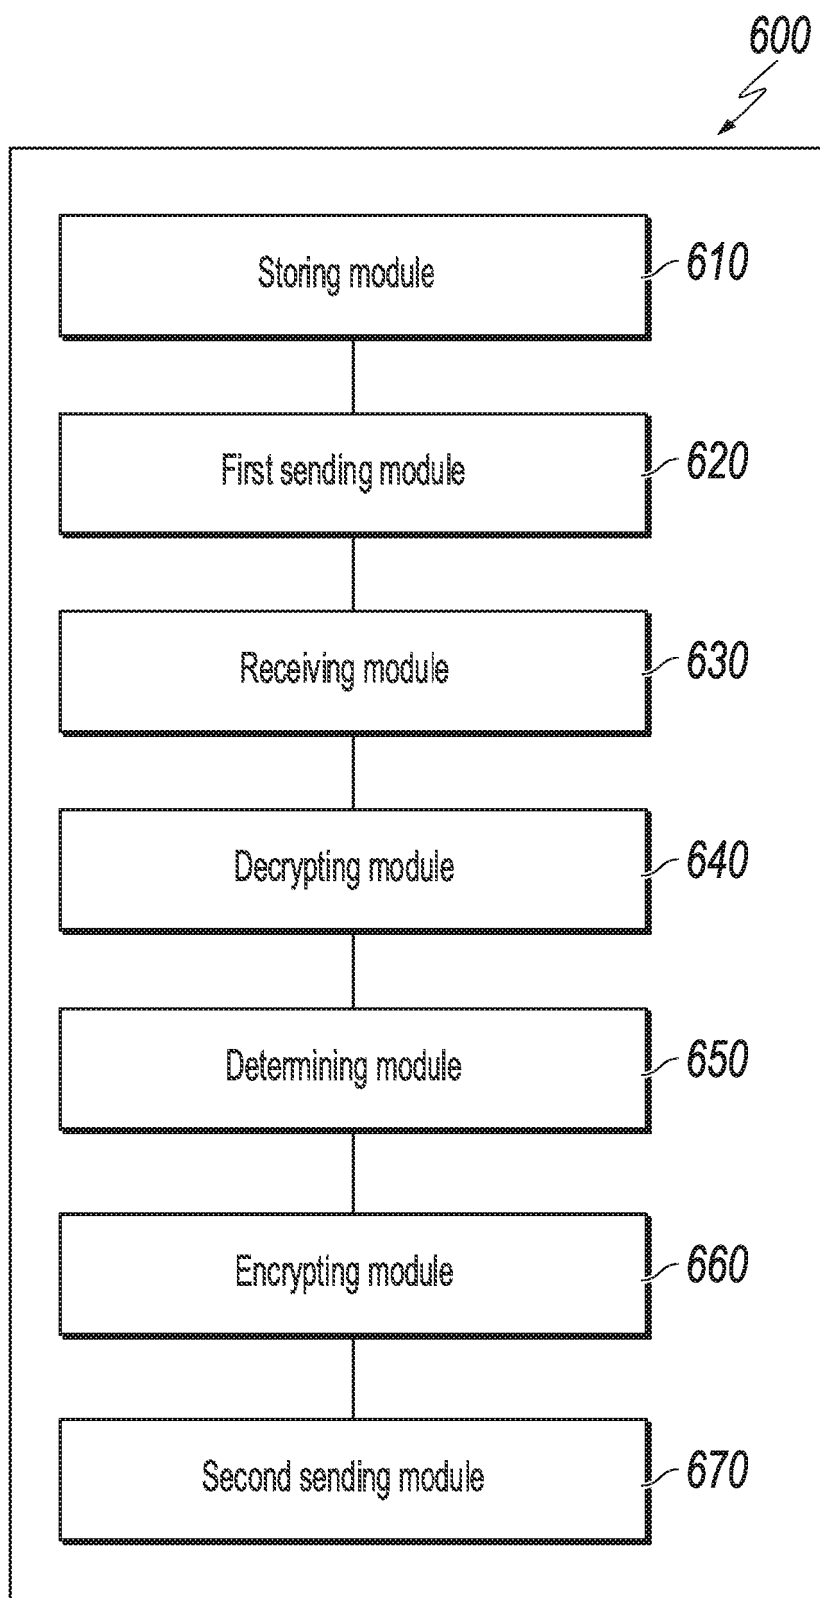 600
Storing module
610
First sending module
620
Receiving module
630
Decrypting module
640
Determining module
650
Encrypting module
660
Second sending module
670